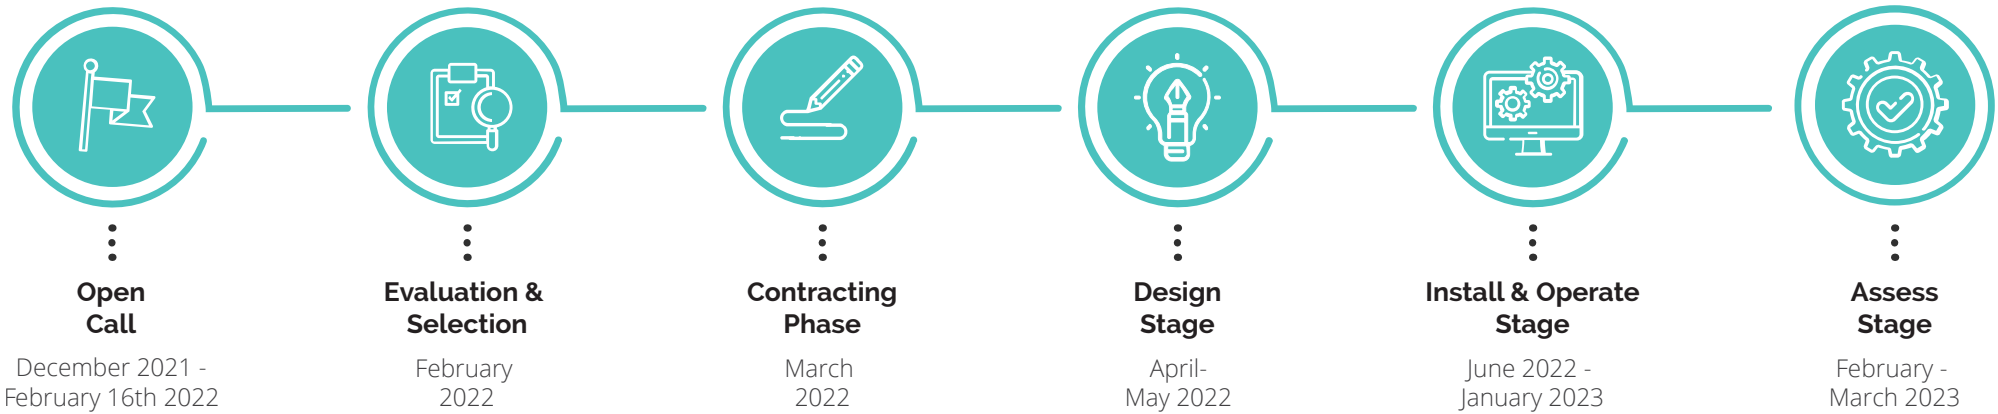 Open
Call
December 2021 -
February 16th 2022
Evaluation &
Selection
February
2022
Contracting
Phase
March
2022
Design
Stage
April-
May 2022
Install & Operate
Stage
June 2022 -
January 2023
Assess
Stage
February -
March 2023